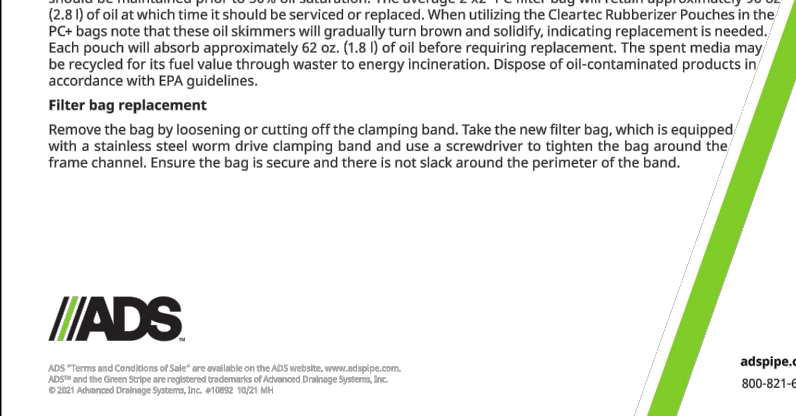 should be maintained prior to 50% oil saturation. The average 2'x2' PC filter bag will retain approximately 96 oz
(2.8 l) of oil at which time it should be serviced or replaced. When utilizing the Cleartec Rubberizer Pouches in the
PC+ bags note that these oil skimmers will gradually turn brown and solidify, indicating replacement is needed.
Each pouch will absorb approximately 62 oz. (1.8 l) of oil before requiring replacement. The spent media may
be recycled for its fuel value through waster to energy incineration. Dispose of oil-contaminated products in
accordance with EPA guidelines.
Filter bag replacement
Remove the bag by loosening or cutting off the clamping band. Take the new filter bag, which is equipped
with a stainless steel worm drive clamping band and use a screwdriver to tighten the bag around the
frame channel. Ensure the bag is secure and there is not slack around the perimeter of the band.
ADS™
ADS "Terms and Conditions of Sale" are available on the ADS website, www.adspipe.com.
ADS™ and the Green Stripe are registered trademarks of Advanced Drainage Systems, Inc.
© 2021 Advanced Drainage Systems, Inc. #10892 10/21 MH
adspipe.c
800-821-6